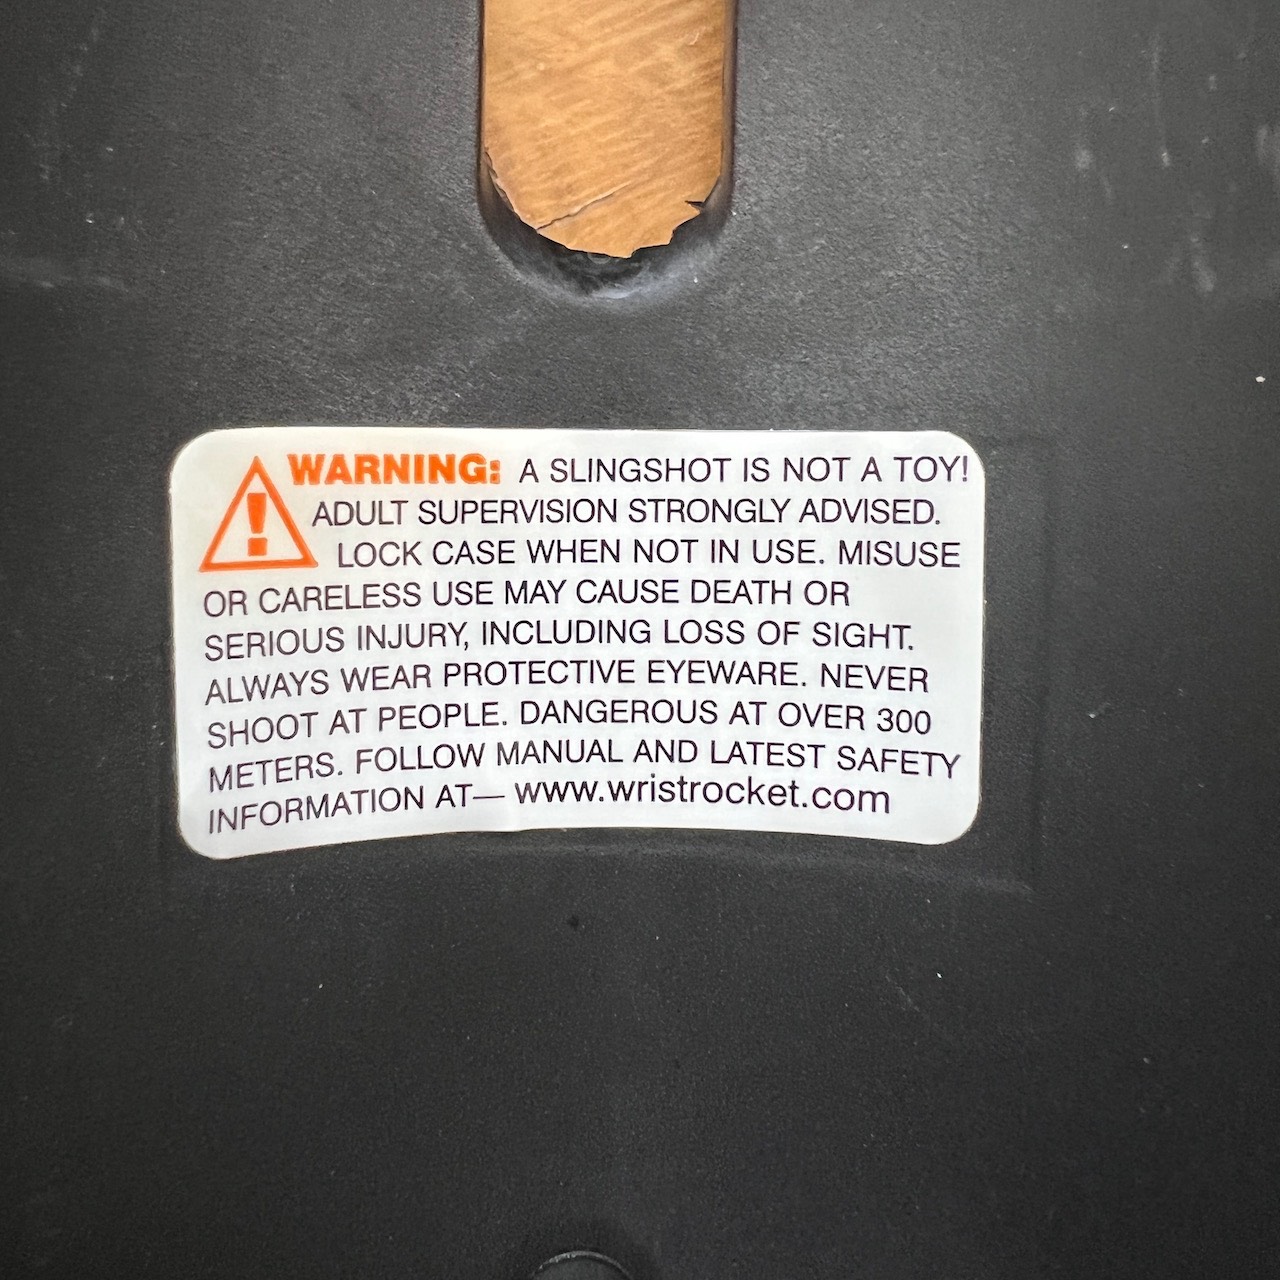 WARNING: A SLINGSHOT IS NOT A TOY!
ADULT SUPERVISION STRONGLY ADVISED.
LOCK CASE WHEN NOT IN USE. MISUSE
OR CARELESS USE MAY CAUSE DEATH OR
SERIOUS INJURY, INCLUDING LOSS OF SIGHT.
ALWAYS WEAR PROTECTIVE EYEWARE. NEVER
SHOOT AT PEOPLE. DANGEROUS AT OVER 300
METERS. FOLLOW MANUAL AND LATEST SAFETY
INFORMATION AT— www.wristrocket.com